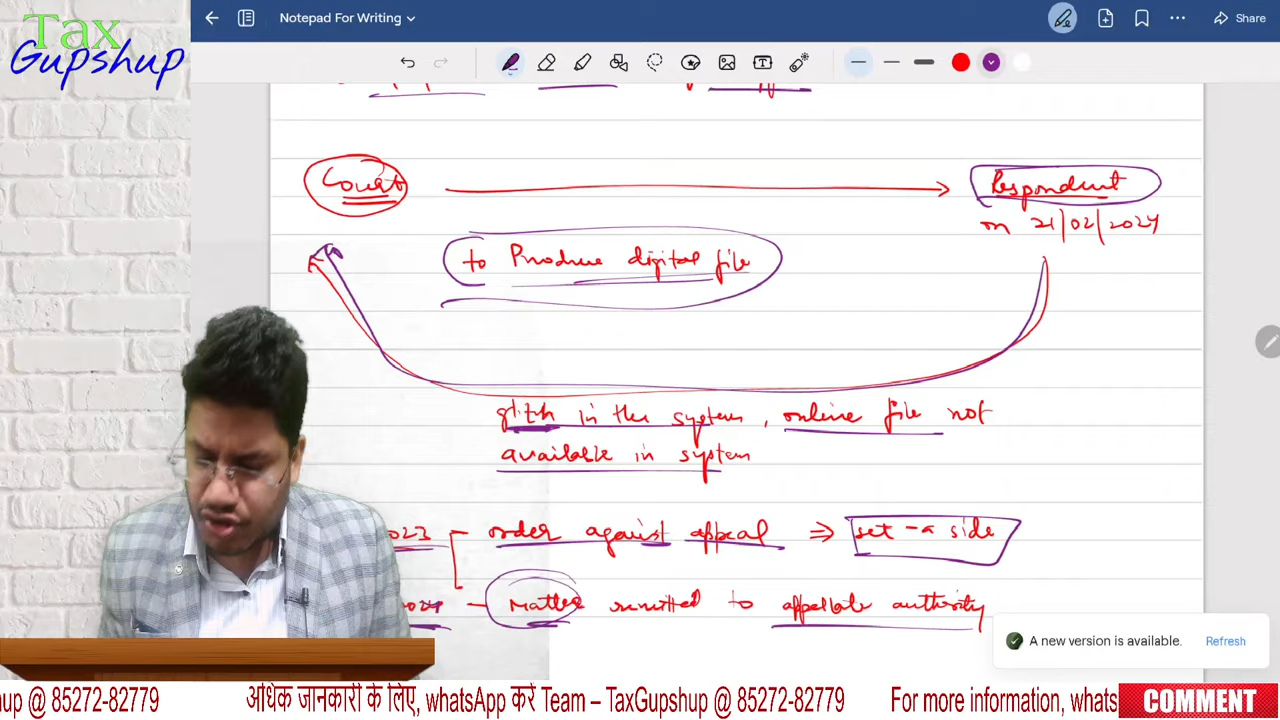 Tax
Gupshup
Notepad For Writing
Share
Court
Respondent
on 21/02/2024
to Produce digital file
glitch in the system, online file not
available in system
023 - order against appeal ⇒ set-a side
- Matter remitted to appellate authority
A new version is available.
Refresh
hup @ 85272-82779
अधिक जानकारी के लिए, whatsApp करें Team – TaxGupshup @ 85272-82779
For more information, whats
COMMENT